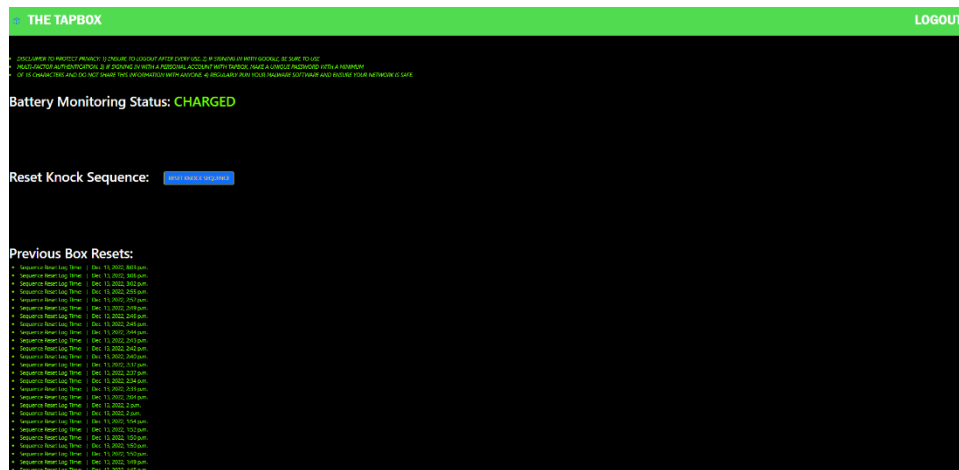 THE TAPBOX
LOGOUT
DISCLAIMER TO PROTECT PRIVACY: 1) ENSURE TO LOGOUT AFTER EVERY USE. 2) IF SIGNING IN WITH GOOGLE, BE SURE TO USE
MULTI-FACTOR AUTHENTICATION. 3) IF SIGNING IN WITH A PERSONAL ACCOUNT WITH TAPBOX, MAKE A UNIQUE PASSWORD WITH A MINIMUM
OF 15 CHARACTERS AND DO NOT SHARE THIS INFORMATION WITH ANYONE. 4) REGULARLY RUN YOUR MALWARE SOFTWARE AND ENSURE YOUR NETWORK IS SAFE.
Battery Monitoring Status: CHARGED
Reset Knock Sequence:
RESET KNOCK SEQUENCE
Previous Box Resets:
Sequence Reset Log Time: | Dec. 13, 2022, p.m.
Sequence Reset Log Time: | Dec. 13, 2022, p.m.
Sequence Reset Log Time: | Dec. 13, 2022, 3:02 p.m.
Sequence Reset Log Time: | Dec. 13, 2022, 2:55 p.m.
Sequence Reset Log Time: | Dec. 13, 2022, 2:52 p.m.
Sequence Reset Log Time: | Dec. 13, 2022, 2:49 p.m.
Sequence Reset Log Time: | Dec. 13, 2022, 2:46 p.m.
Sequence Reset Log Time: | Dec. 13, 2022, 2:45 p.m.
Sequence Reset Log Time: | Dec. 13, 2022, 2:44 p.m.
Sequence Reset Log Time: | Dec. 13, 2022, 2:43 p.m.
Sequence Reset Log Time: | Dec. 13, 2022, 2:42 p.m.
Sequence Reset Log Time: | Dec. 13, 2022, 2:40 p.m.
Sequence Reset Log Time: | Dec. 13, 2022, 2:37 p.m.
Sequence Reset Log Time: | Dec. 13, 2022, 2:37 p.m.
Sequence Reset Log Time: | Dec. 13, 2022, 2:34 p.m.
Sequence Reset Log Time: | Dec. 13, 2022, 2:33 p.m.
Sequence Reset Log Time: | Dec. 13, 2022, 2:04 p.m.
Sequence Reset Log Time: | Dec. 13, 2022, 2 p.m.
Sequence Reset Log Time: | Dec. 13, 2022, 2 p.m.
Sequence Reset Log Time: | Dec. 13, 2022, 1:54 p.m.
Sequence Reset Log Time: | Dec. 13, 2022, 1:52 p.m.
Sequence Reset Log Time: | Dec. 13, 2022, 1:50 p.m.
Sequence Reset Log Time: | Dec. 13, 2022, 1:50 p.m.
Sequence Reset Log Time: | Dec. 13, 2022, 1:50 p.m.
Sequence Reset Log Time: | Dec. 13, 2022, 1:49 p.m.